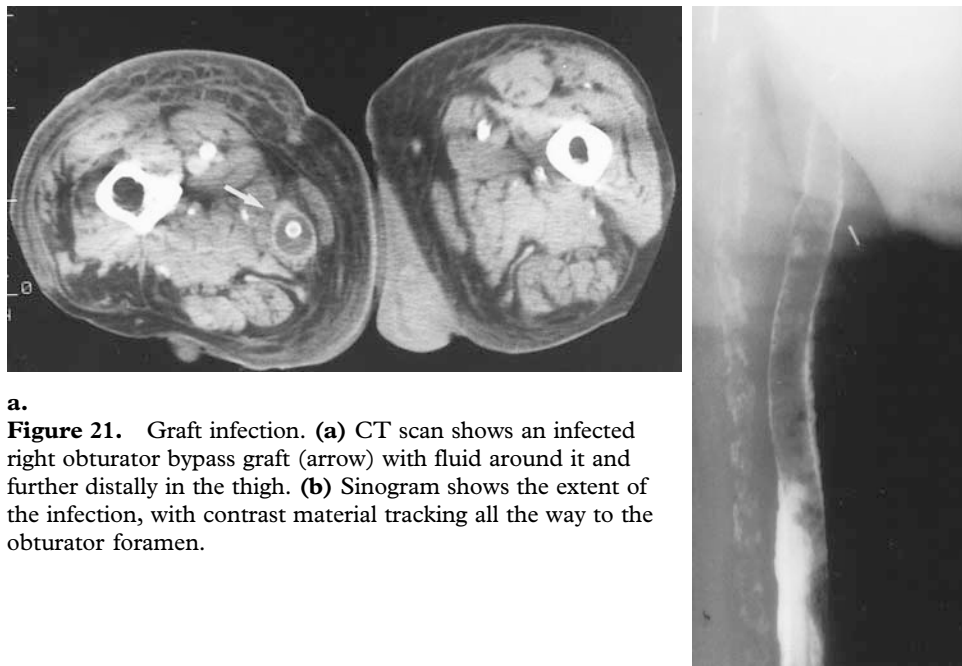 0
a.
Figure 21. Graft infection. (a) CT scan shows an infected
right obturator bypass graft (arrow) with fluid around it and
further distally in the thigh. (b) Sinogram shows the extent of
the infection, with contrast material tracking all the way to the
obturator foramen.